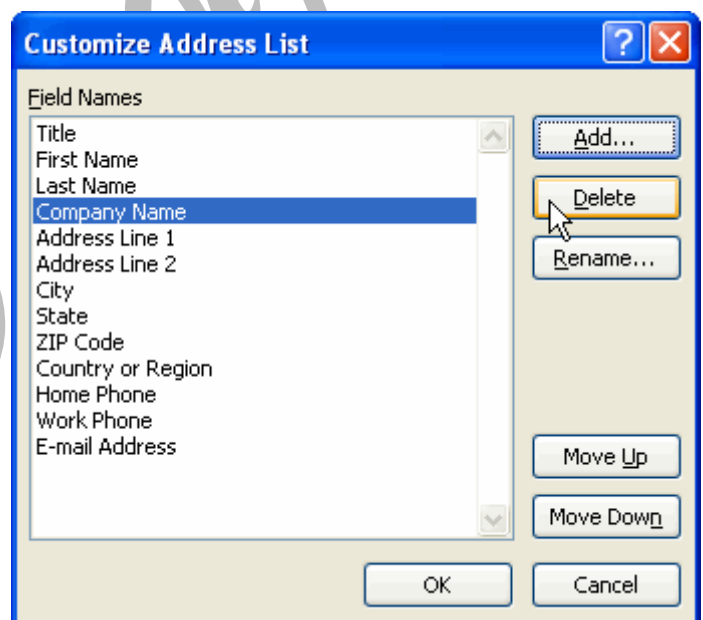 Customize Address List
Field Names
Title
First Name
Last Name
Company Name
Address Line 1
Address Line 2
City
State
ZIP Code
Country or Region
Home Phone
Work Phone
E-mail Address
Add...
Delete
Rename...
Move Up
Move Down
OK
Cancel